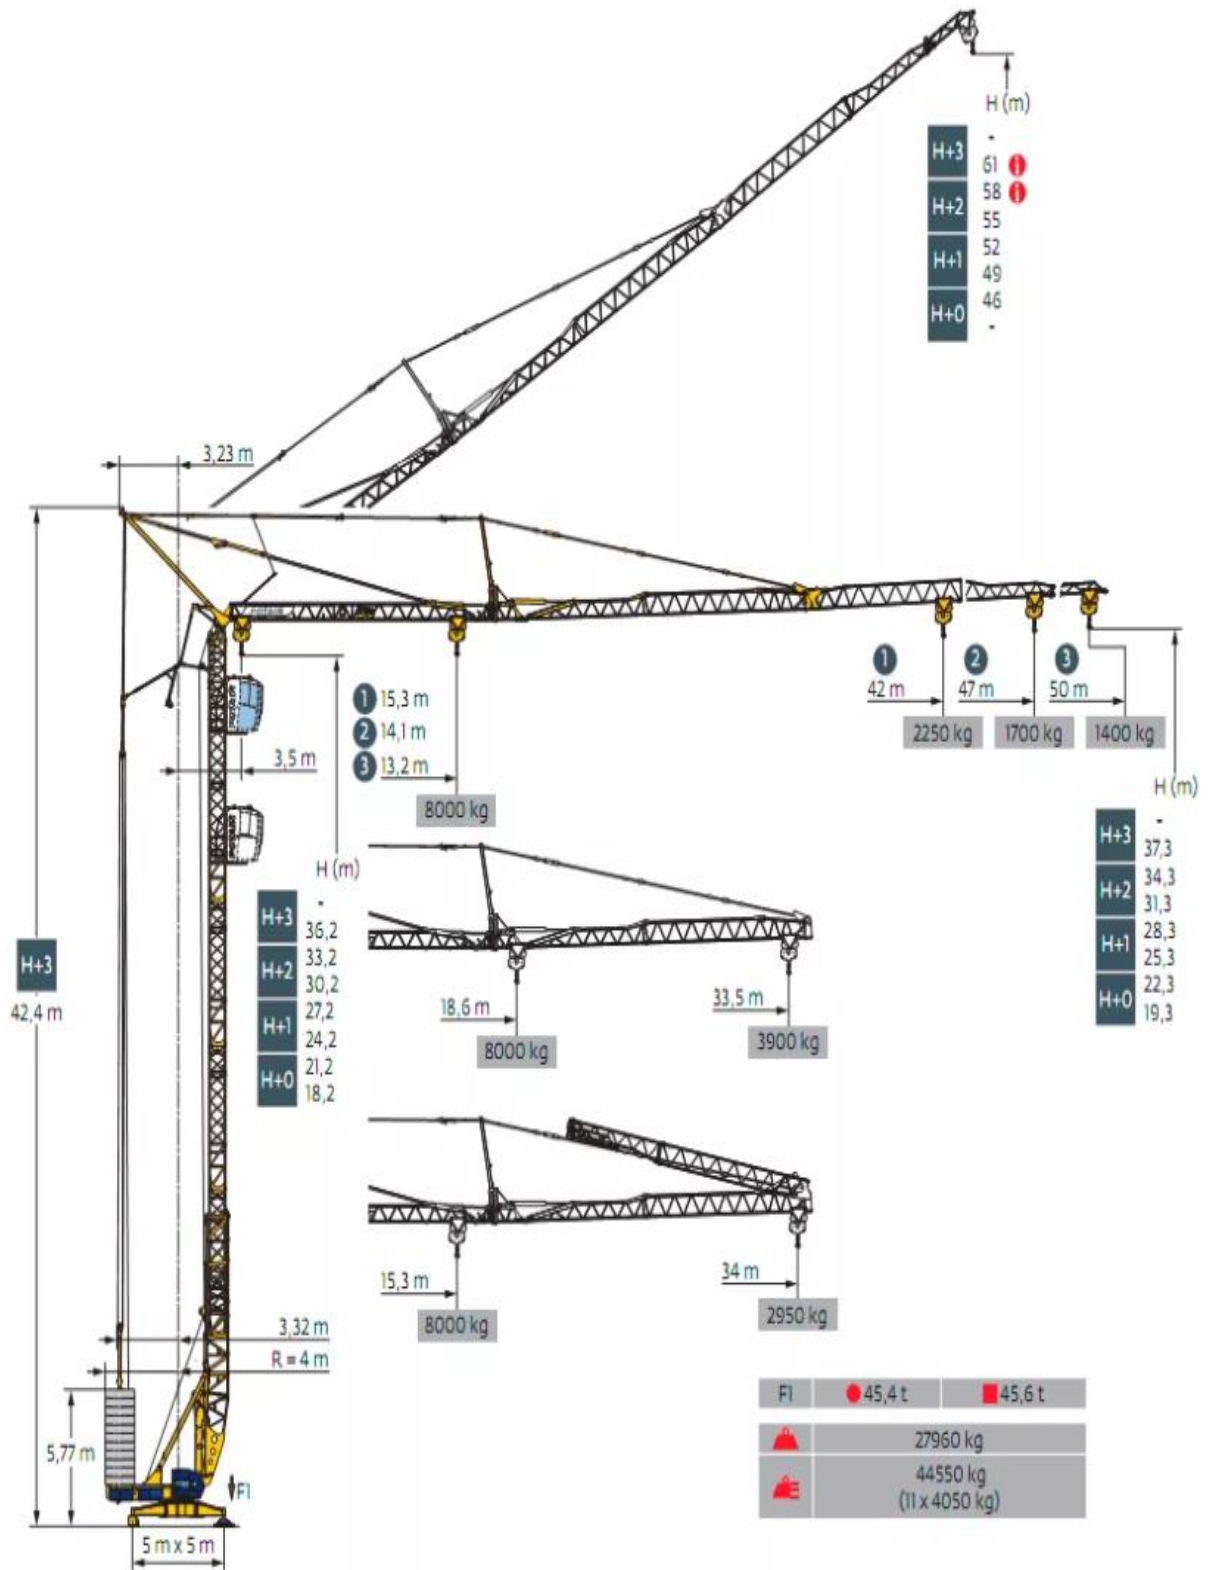 H (m)
H+3
-
61
H+2
58
55
H+1
52
49
H+0
46
-
3,23 m
1 15,3 m
2 14,1 m
3 13,2 m
8000 kg
3,5 m
1
42 m
2250 kg
2
47 m
1700 kg
3
50 m
1400 kg
H (m)
H+3
-
37,3
H+2
34,3
31,3
H+1
28,3
25,3
H+0
22,3
19,3
H (m)
H+3
-
36,2
H+2
33,2
30,2
H+1
27,2
24,2
H+0
21,2
18,2
H+3
42,4 m
18,6 m
8000 kg
33,5 m
3900 kg
15,3 m
8000 kg
34 m
2950 kg
3,32 m
R = 4 m
5,77 m
F1
5 m x 5 m
F1 45,4 t 45,6 t
27960 kg
44550 kg
(11 x 4050 kg)